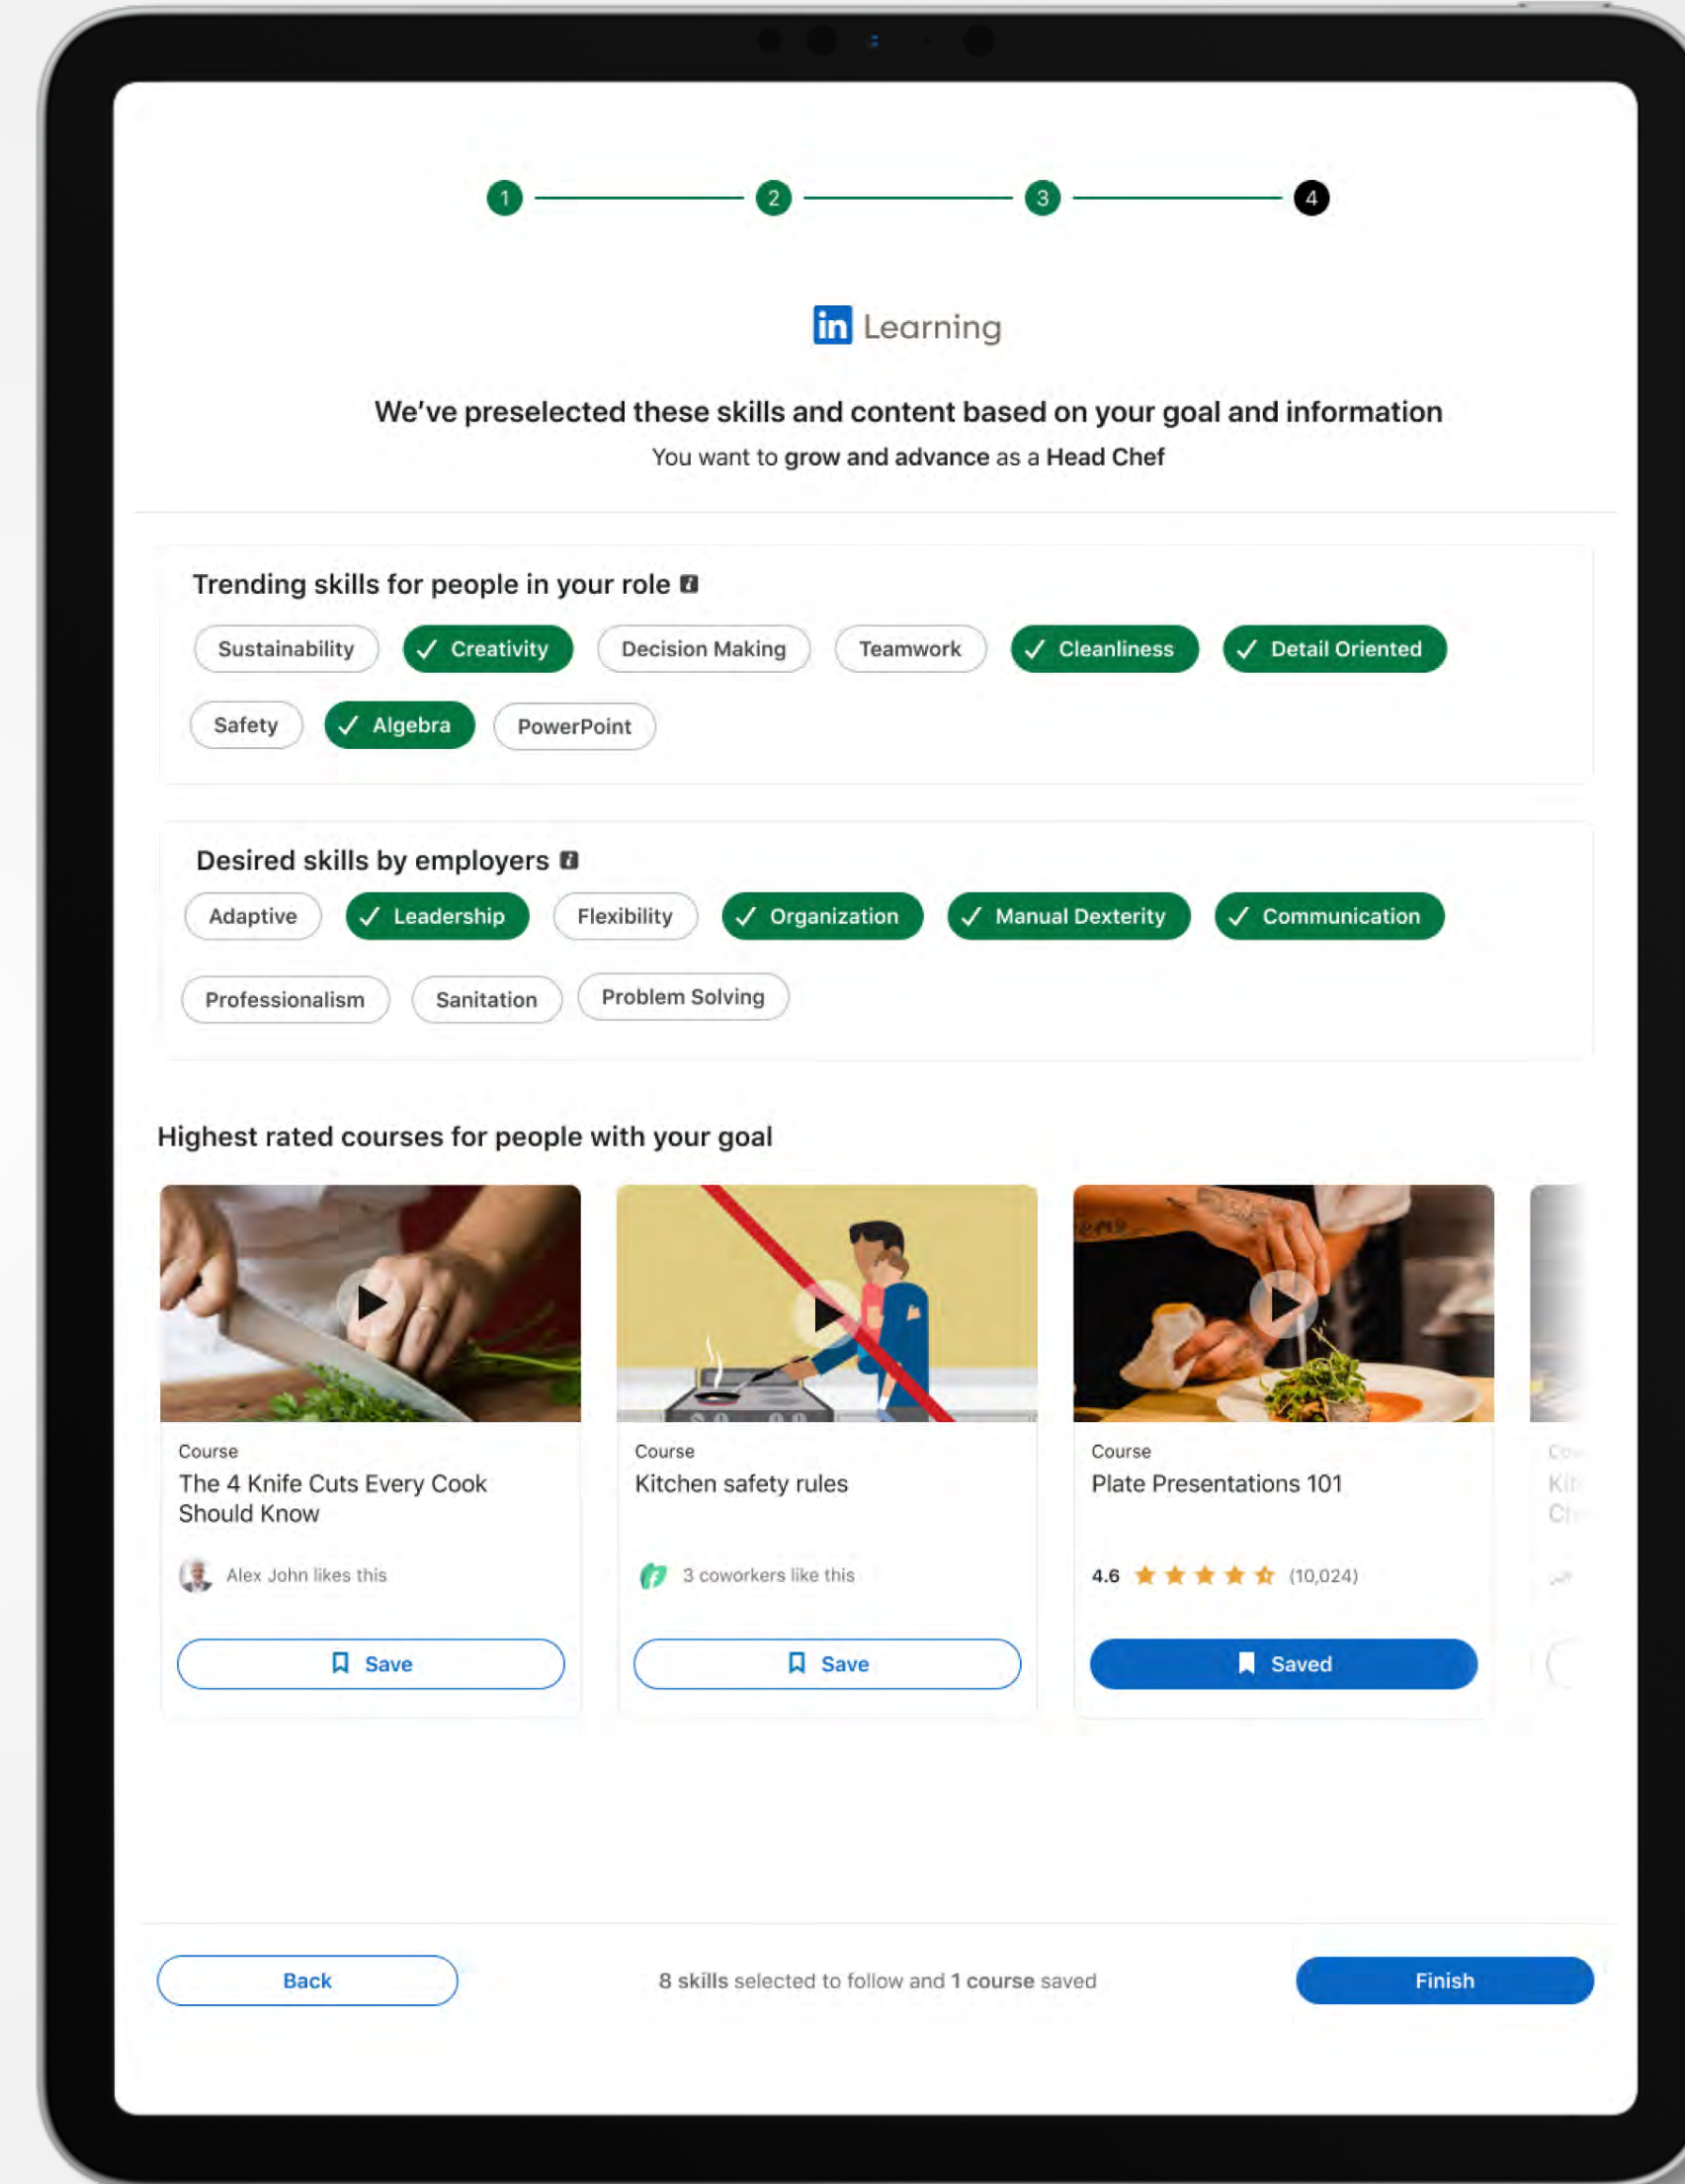 1 2 3 4
in Learning
We've preselected these skills and content based on your goal and information
You want to grow and advance as a Head Chef
Trending skills for people in your role i
Sustainability ✓ Creativity Decision Making Teamwork ✓ Cleanliness ✓ Detail Oriented
Safety ✓ Algebra PowerPoint
Desired skills by employers i
Adaptive ✓ Leadership Flexibility ✓ Organization ✓ Manual Dexterity ✓ Communication
Professionalism Sanitation Problem Solving
Highest rated courses for people with your goal
Course
The 4 Knife Cuts Every Cook
Should Know
Alex John likes this
Save
Course
Kitchen safety rules
3 coworkers like this
Save
Course
Plate Presentations 101
4.6 (10,024)
Saved
Back
8 skills selected to follow and 1 course saved
Finish